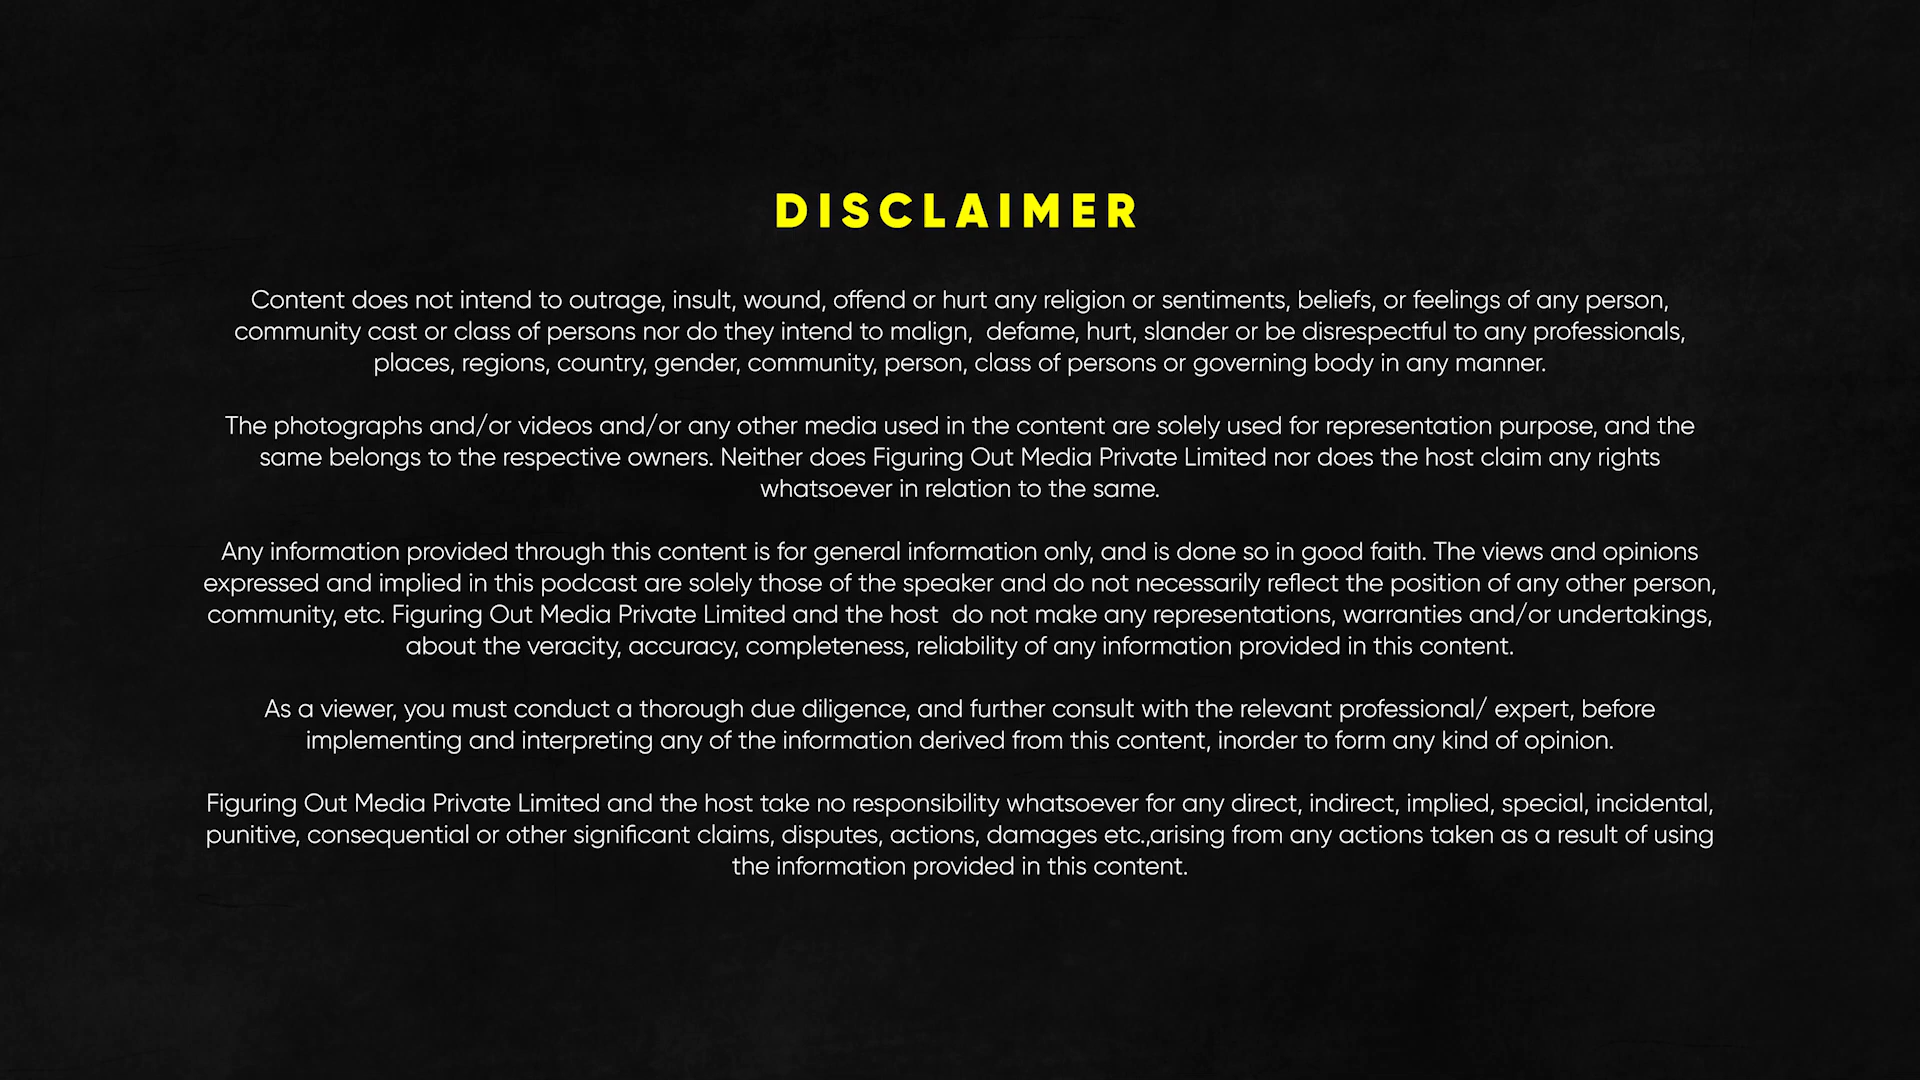 DISCLAIMER
Content does not intend to outrage, insult, wound, offend or hurt any religion or sentiments, beliefs, or feelings of any person,
community cast or class of persons nor do they intend to malign,  defame, hurt, slander or be disrespectful to any professionals,
places, regions, country, gender, community, person, class of persons or governing body in any manner.
The photographs and/or videos and/or any other media used in the content are solely used for representation purpose, and the
same belongs to the respective owners. Neither does Figuring Out Media Private Limited nor does the host claim any rights
whatsoever in relation to the same.
Any information provided through this content is for general information only, and is done so in good faith. The views and opinions
expressed and implied in this podcast are solely those of the speaker and do not necessarily reflect the position of any other person,
community, etc. Figuring Out Media Private Limited and the host  do not make any representations, warranties and/or undertakings,
about the veracity, accuracy, completeness, reliability of any information provided in this content.
As a viewer, you must conduct a thorough due diligence, and further consult with the relevant professional/ expert, before
implementing and interpreting any of the information derived from this content, inorder to form any kind of opinion.
Figuring Out Media Private Limited and the host take no responsibility whatsoever for any direct, indirect, implied, special, incidental,
punitive, consequential or other significant claims, disputes, actions, damages etc.,arising from any actions taken as a result of using
the information provided in this content.